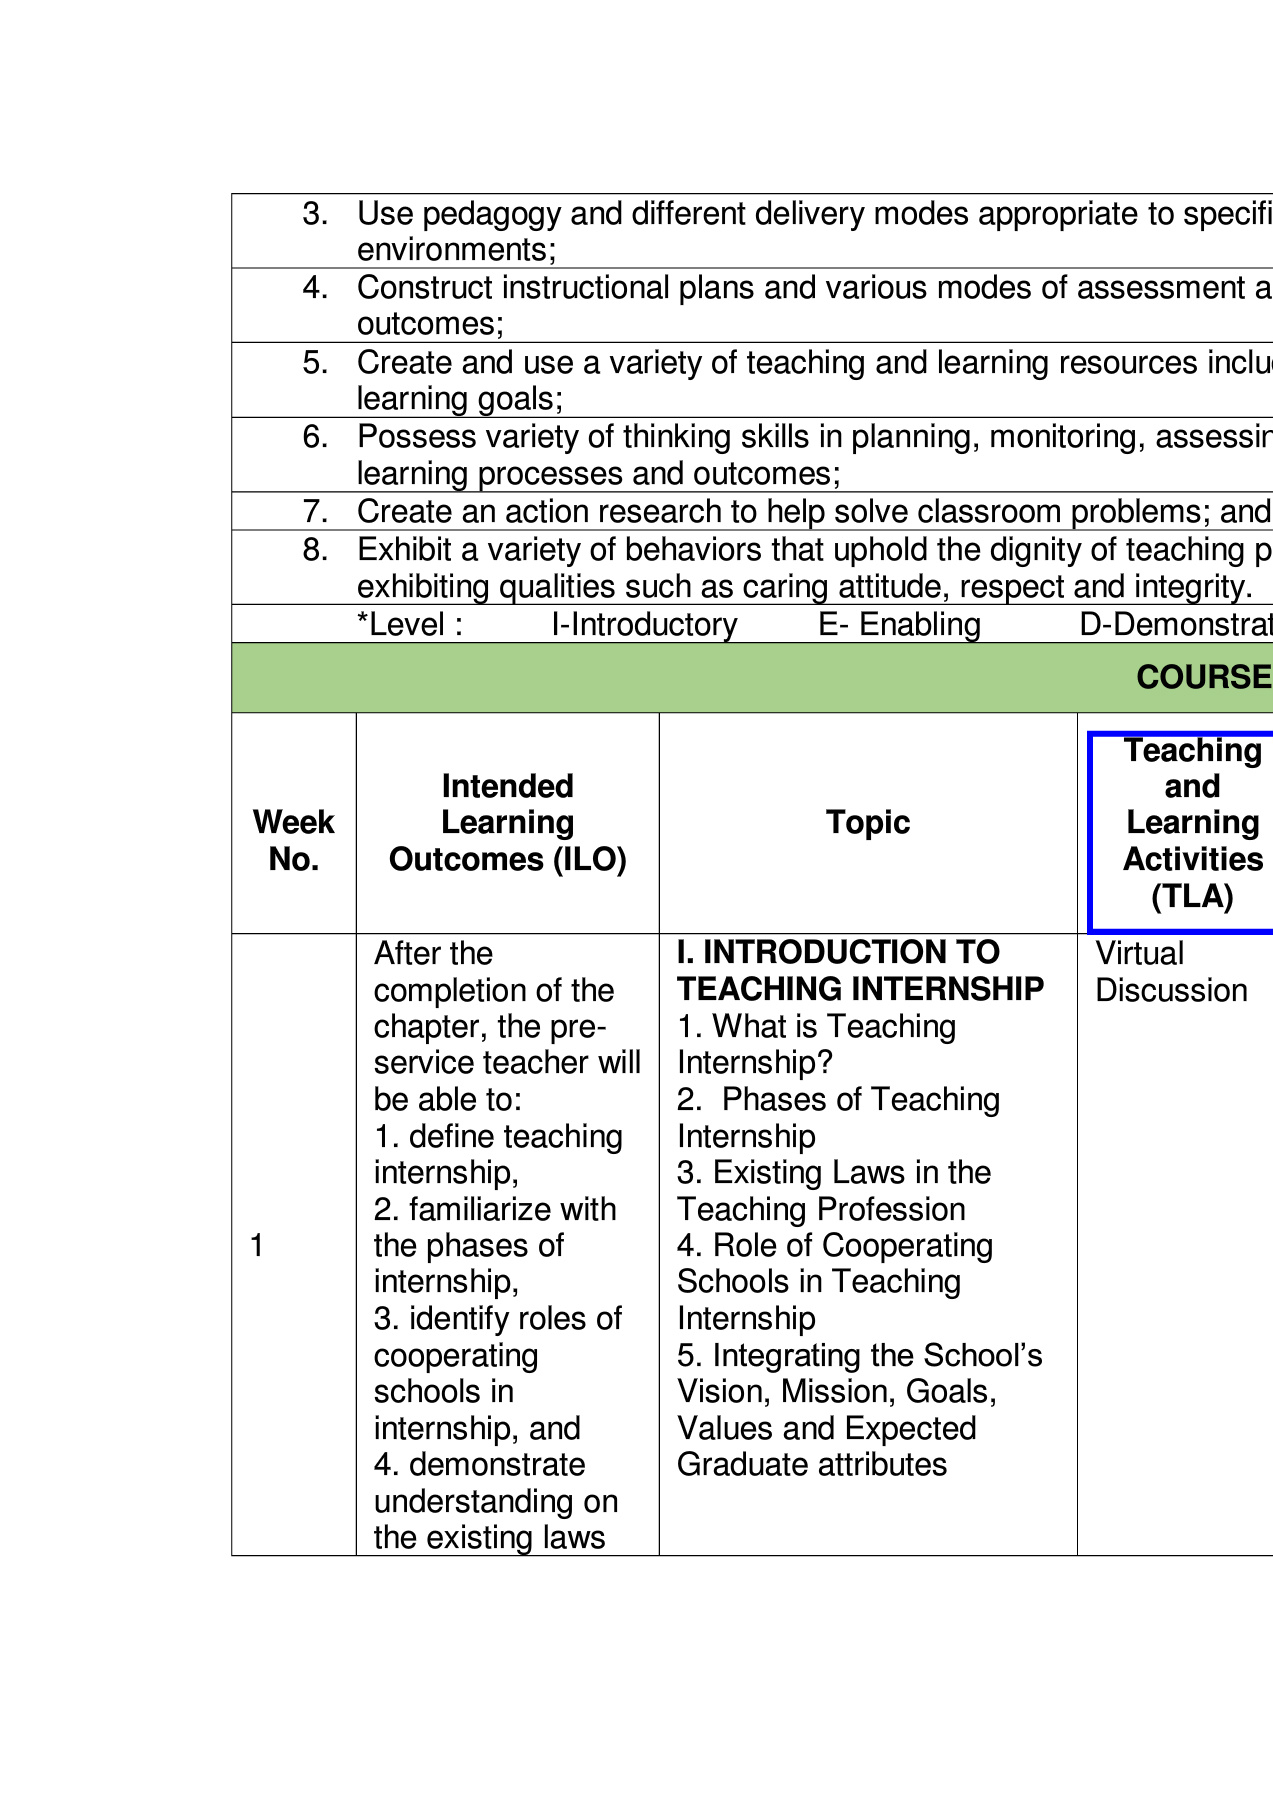 3. Use pedagogy and different delivery modes appropriate to specifi
environments;
4. Construct instructional plans and various modes of assessment a
outcomes;
5. Create and use a variety of teaching and learning resources inclu
learning goals;
6. Possess variety of thinking skills in planning, monitoring, assessin
learning processes and outcomes;
7. Create an action research to help solve classroom problems; and
8. Exhibit a variety of behaviors that uphold the dignity of teaching p
exhibiting qualities such as caring attitude, respect and integrity.
*Level : I-Introductory E- Enabling D-Demonstrat
COURSE
Week
No.
Intended
Learning
Outcomes (ILO)
Topic
Teaching
and
Learning
Activities
(TLA)
1
After the
completion of the
chapter, the pre-
service teacher will
be able to:
1. define teaching
internship,
2. familiarize with
the phases of
internship,
3. identify roles of
cooperating
schools in
internship, and
4. demonstrate
understanding on
the existing laws
I. INTRODUCTION TO
TEACHING INTERNSHIP
1. What is Teaching
Internship?
2. Phases of Teaching
Internship
3. Existing Laws in the
Teaching Profession
4. Role of Cooperating
Schools in Teaching
Internship
5. Integrating the School’s
Vision, Mission, Goals,
Values and Expected
Graduate attributes
Virtual
Discussion